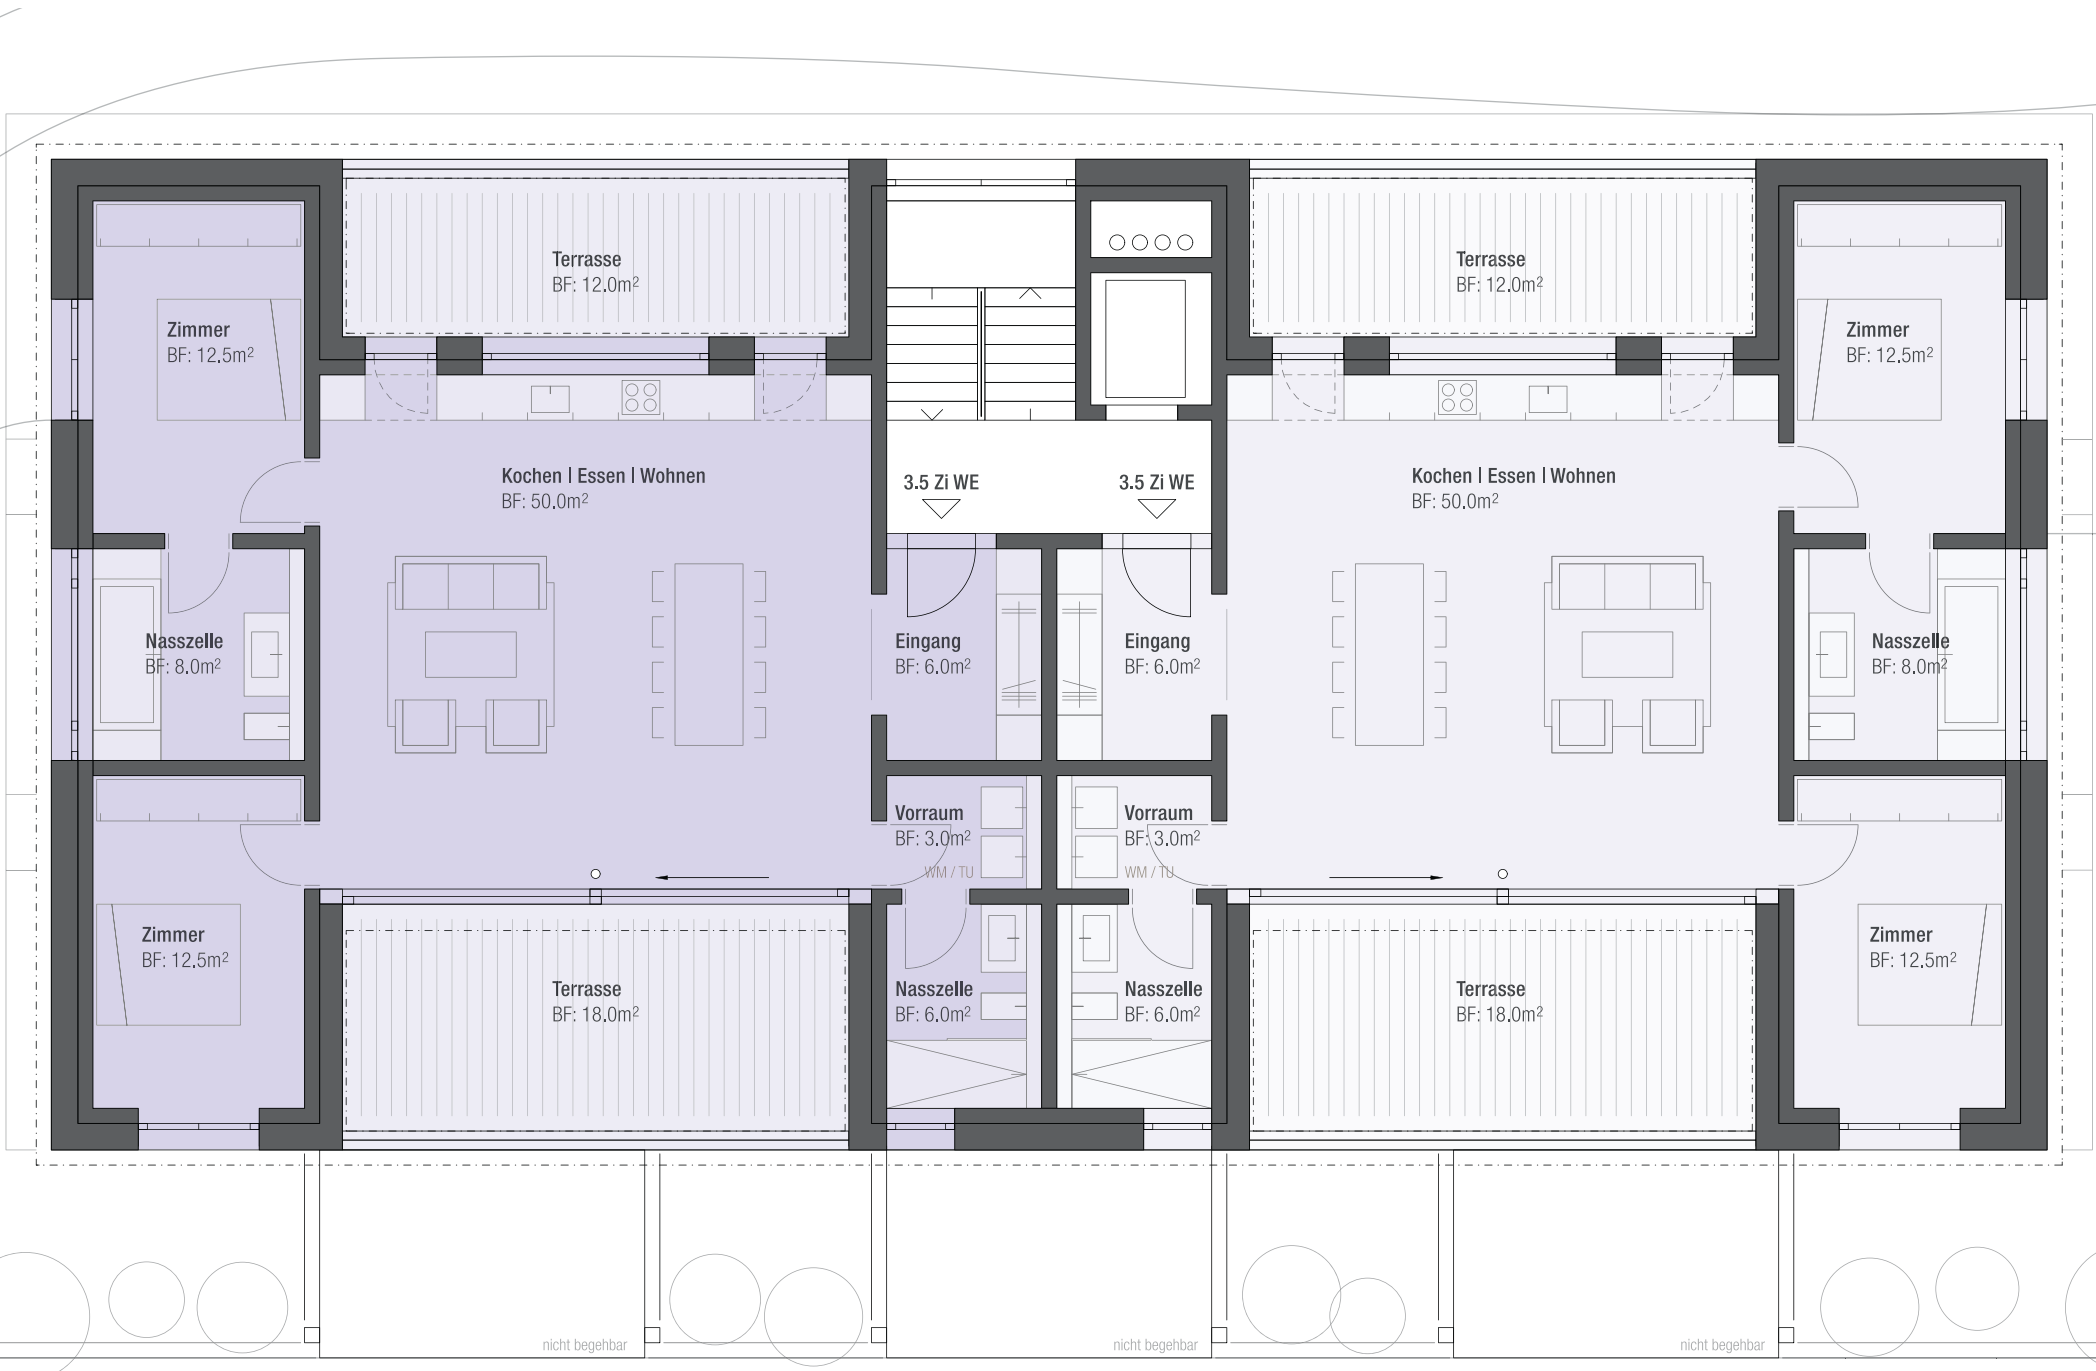 Terrasse
BF: 12.0m²
Terrasse
BF: 12.0m²
Zimmer
BF: 12.5m²
Zimmer
BF: 12.5m²
Kochen | Essen | Wohnen
BF: 50.0m²
3.5 Zi WE
3.5 Zi WE
Kochen | Essen | Wohnen
BF: 50.0m²
Nasszelle
BF: 8.0m²
Eingang
BF: 6.0m²
Eingang
BF: 6.0m²
Nasszelle
BF: 8.0m²
Vorraum
BF: 3.0m²
WM / TU
Vorraum
BF: 3.0m²
WM / TU
Zimmer
BF: 12.5m²
Terrasse
BF: 18.0m²
Nasszelle
BF: 6.0m²
Nasszelle
BF: 6.0m²
Terrasse
BF: 18.0m²
Zimmer
BF: 12.5m²
nicht begehbar
nicht begehbar
nicht begehbar